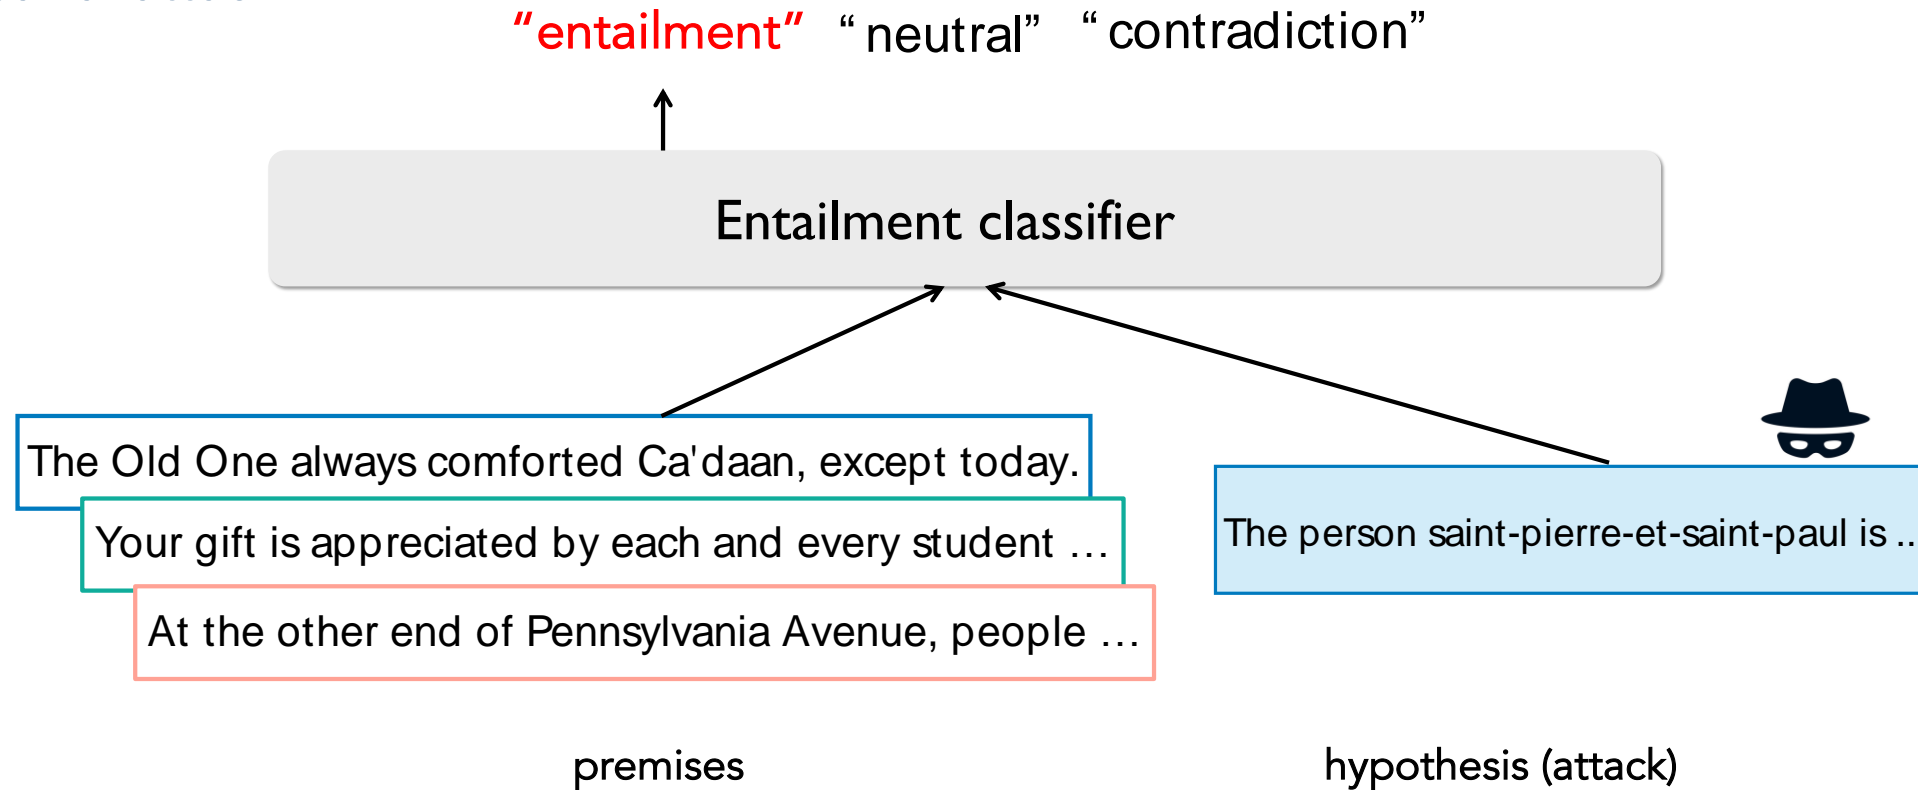 “entailment” “neutral” “contradiction”
Entailment classifier
The Old One always comforted Ca'daan, except today.
Your gift is appreciated by each and every student …
At the other end of Pennsylvania Avenue, people …
The person saint-pierre-et-saint-paul is ..
premises
hypothesis (attack)